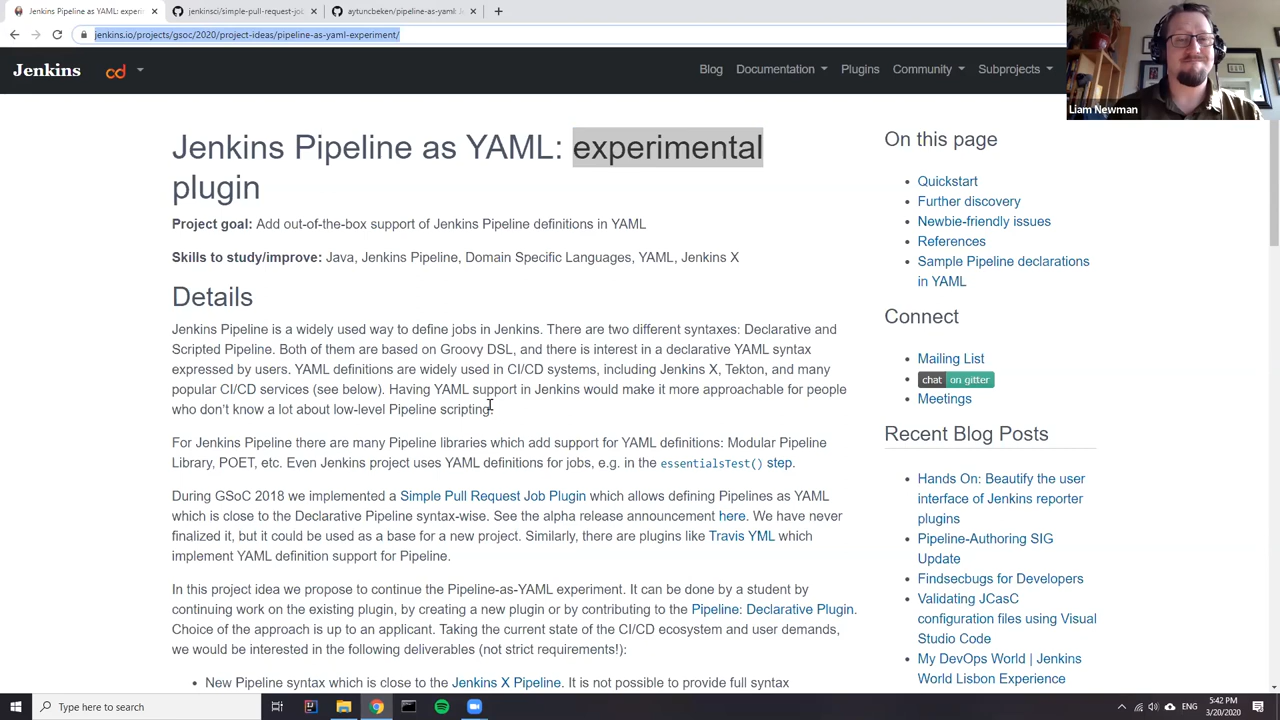 Jenkins Pipeline as YAML: experi
jenkinsci/simple-pull-request-job
aytuncbeken/pipeline-as-yaml: J
jenkins.io/projects/gsoc/2020/project-ideas/pipeline-as-yaml-experiment/
Jenkins
cd
Blog
Documentation
Plugins
Community
Subprojects
Liam Newman
Jenkins Pipeline as YAML: experimental
plugin
Project goal: Add out-of-the-box support of Jenkins Pipeline definitions in YAML
Skills to study/improve: Java, Jenkins Pipeline, Domain Specific Languages, YAML, Jenkins X
Details
Jenkins Pipeline is a widely used way to define jobs in Jenkins. There are two different syntaxes: Declarative and
Scripted Pipeline. Both of them are based on Groovy DSL, and there is interest in a declarative YAML syntax
expressed by users. YAML definitions are widely used in CI/CD systems, including Jenkins X, Tekton, and many
popular CI/CD services (see below). Having YAML support in Jenkins would make it more approachable for people
who don't know a lot about low-level Pipeline scripting.
For Jenkins Pipeline there are many Pipeline libraries which add support for YAML definitions: Modular Pipeline
Library, POET, etc. Even Jenkins project uses YAML definitions for jobs, e.g. in the essentialsTest() step.
During GSoC 2018 we implemented a Simple Pull Request Job Plugin which allows defining Pipelines as YAML
which is close to the Declarative Pipeline syntax-wise. See the alpha release announcement here. We have never
finalized it, but it could be used as a base for a new project. Similarly, there are plugins like Travis YML which
implement YAML definition support for Pipeline.
In this project idea we propose to continue the Pipeline-as-YAML experiment. It can be done by a student by
continuing work on the existing plugin, by creating a new plugin or by contributing to the Pipeline: Declarative Plugin.
Choice of the approach is up to an applicant. Taking the current state of the CI/CD ecosystem and user demands,
we would be interested in the following deliverables (not strict requirements!):
• New Pipeline syntax which is close to the Jenkins X Pipeline. It is not possible to provide full syntax
On this page
• Quickstart
• Further discovery
• Newbie-friendly issues
• References
• Sample Pipeline declarations
in YAML
Connect
• Mailing List
• chat on gitter
• Meetings
Recent Blog Posts
• Hands On: Beautify the user
interface of Jenkins reporter
plugins
• Pipeline-Authoring SIG
Update
• Findsecbugs for Developers
• Validating JCasC
configuration files using Visual
Studio Code
• My DevOps World | Jenkins
World Lisbon Experience
Type here to search
5:42 PM
3/20/2020